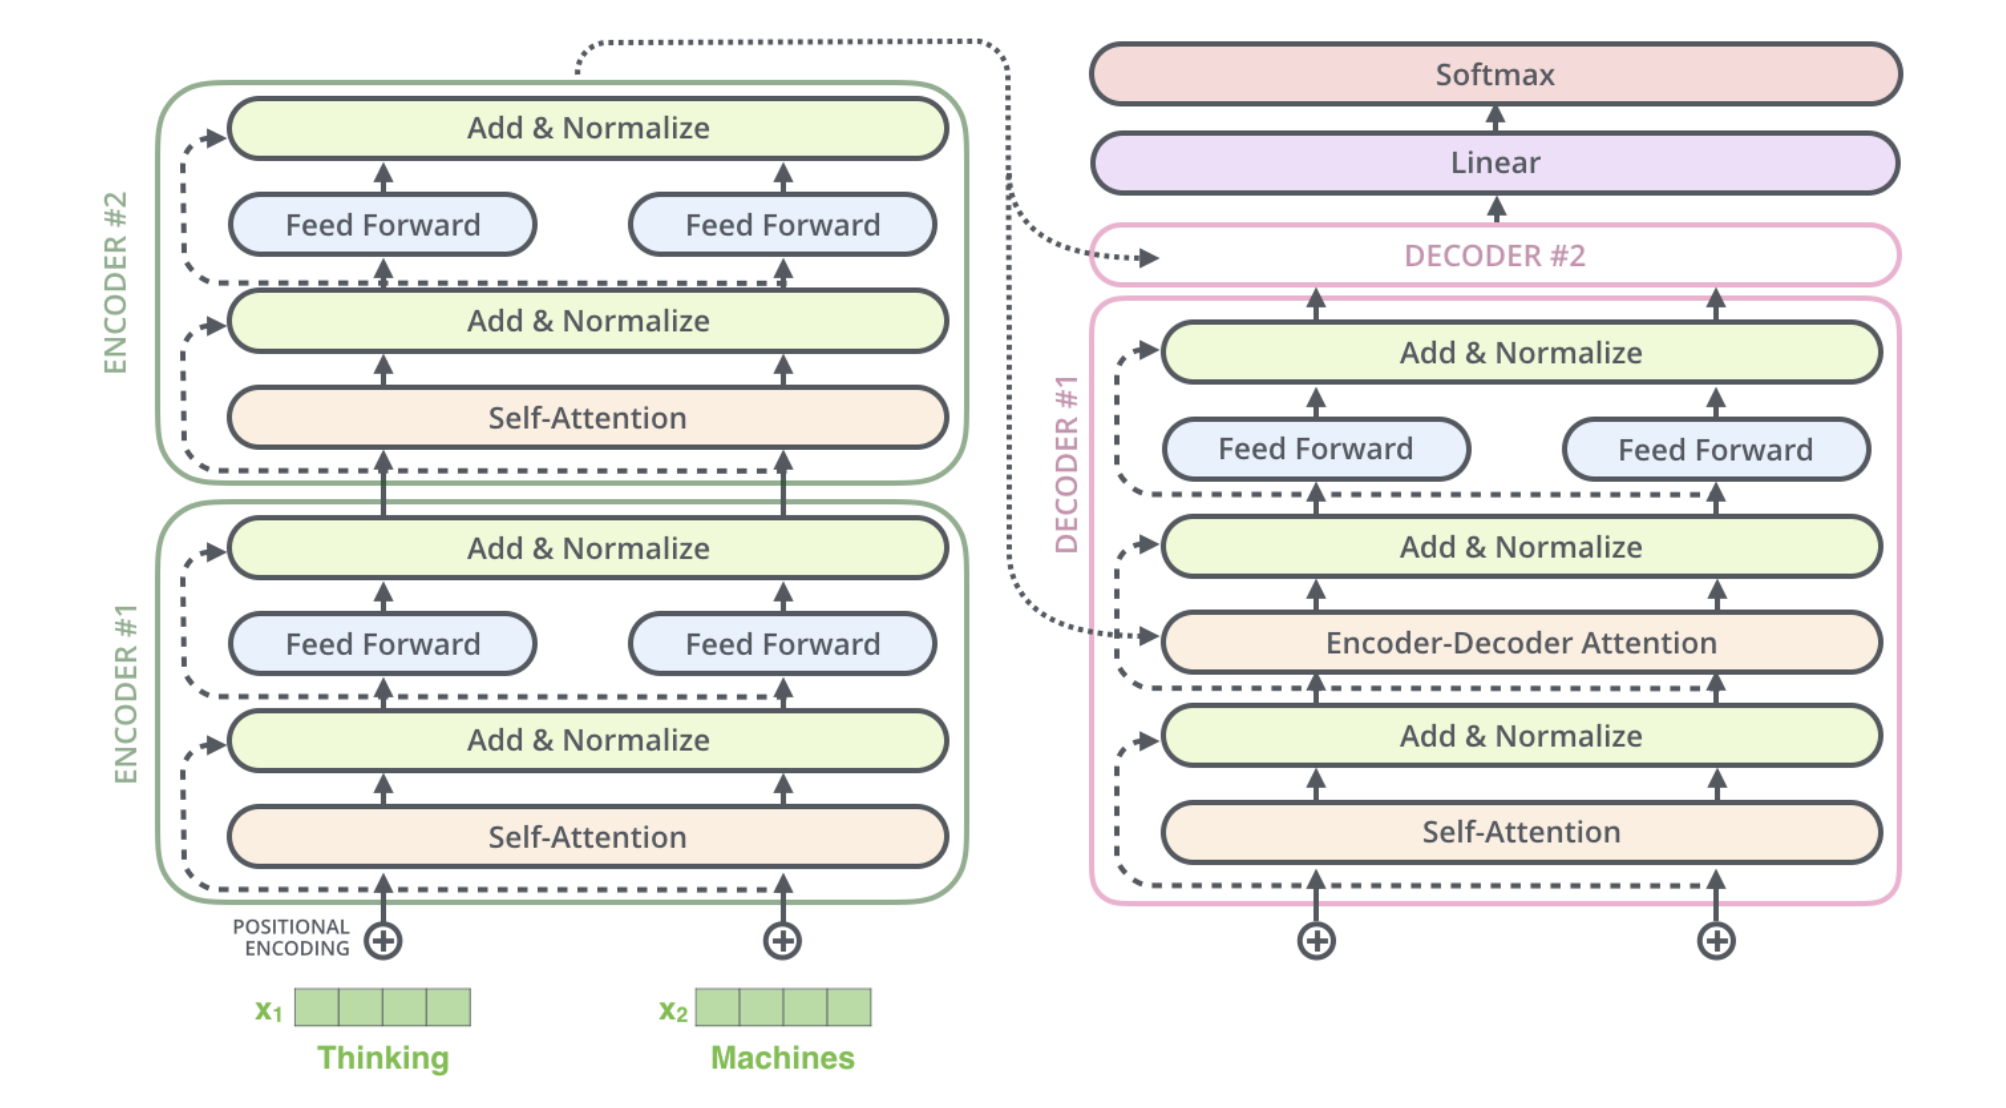 ENCODER #2
Add & Normalize
Feed Forward
Feed Forward
Add & Normalize
Self-Attention
ENCODER #1
Add & Normalize
Feed Forward
Feed Forward
Add & Normalize
Self-Attention
POSITIONAL
ENCODING
x₁
x₂
Thinking
Machines
Softmax
Linear
DECODER #2
DECODER #1
Add & Normalize
Feed Forward
Feed Forward
Add & Normalize
Encoder-Decoder Attention
Add & Normalize
Self-Attention